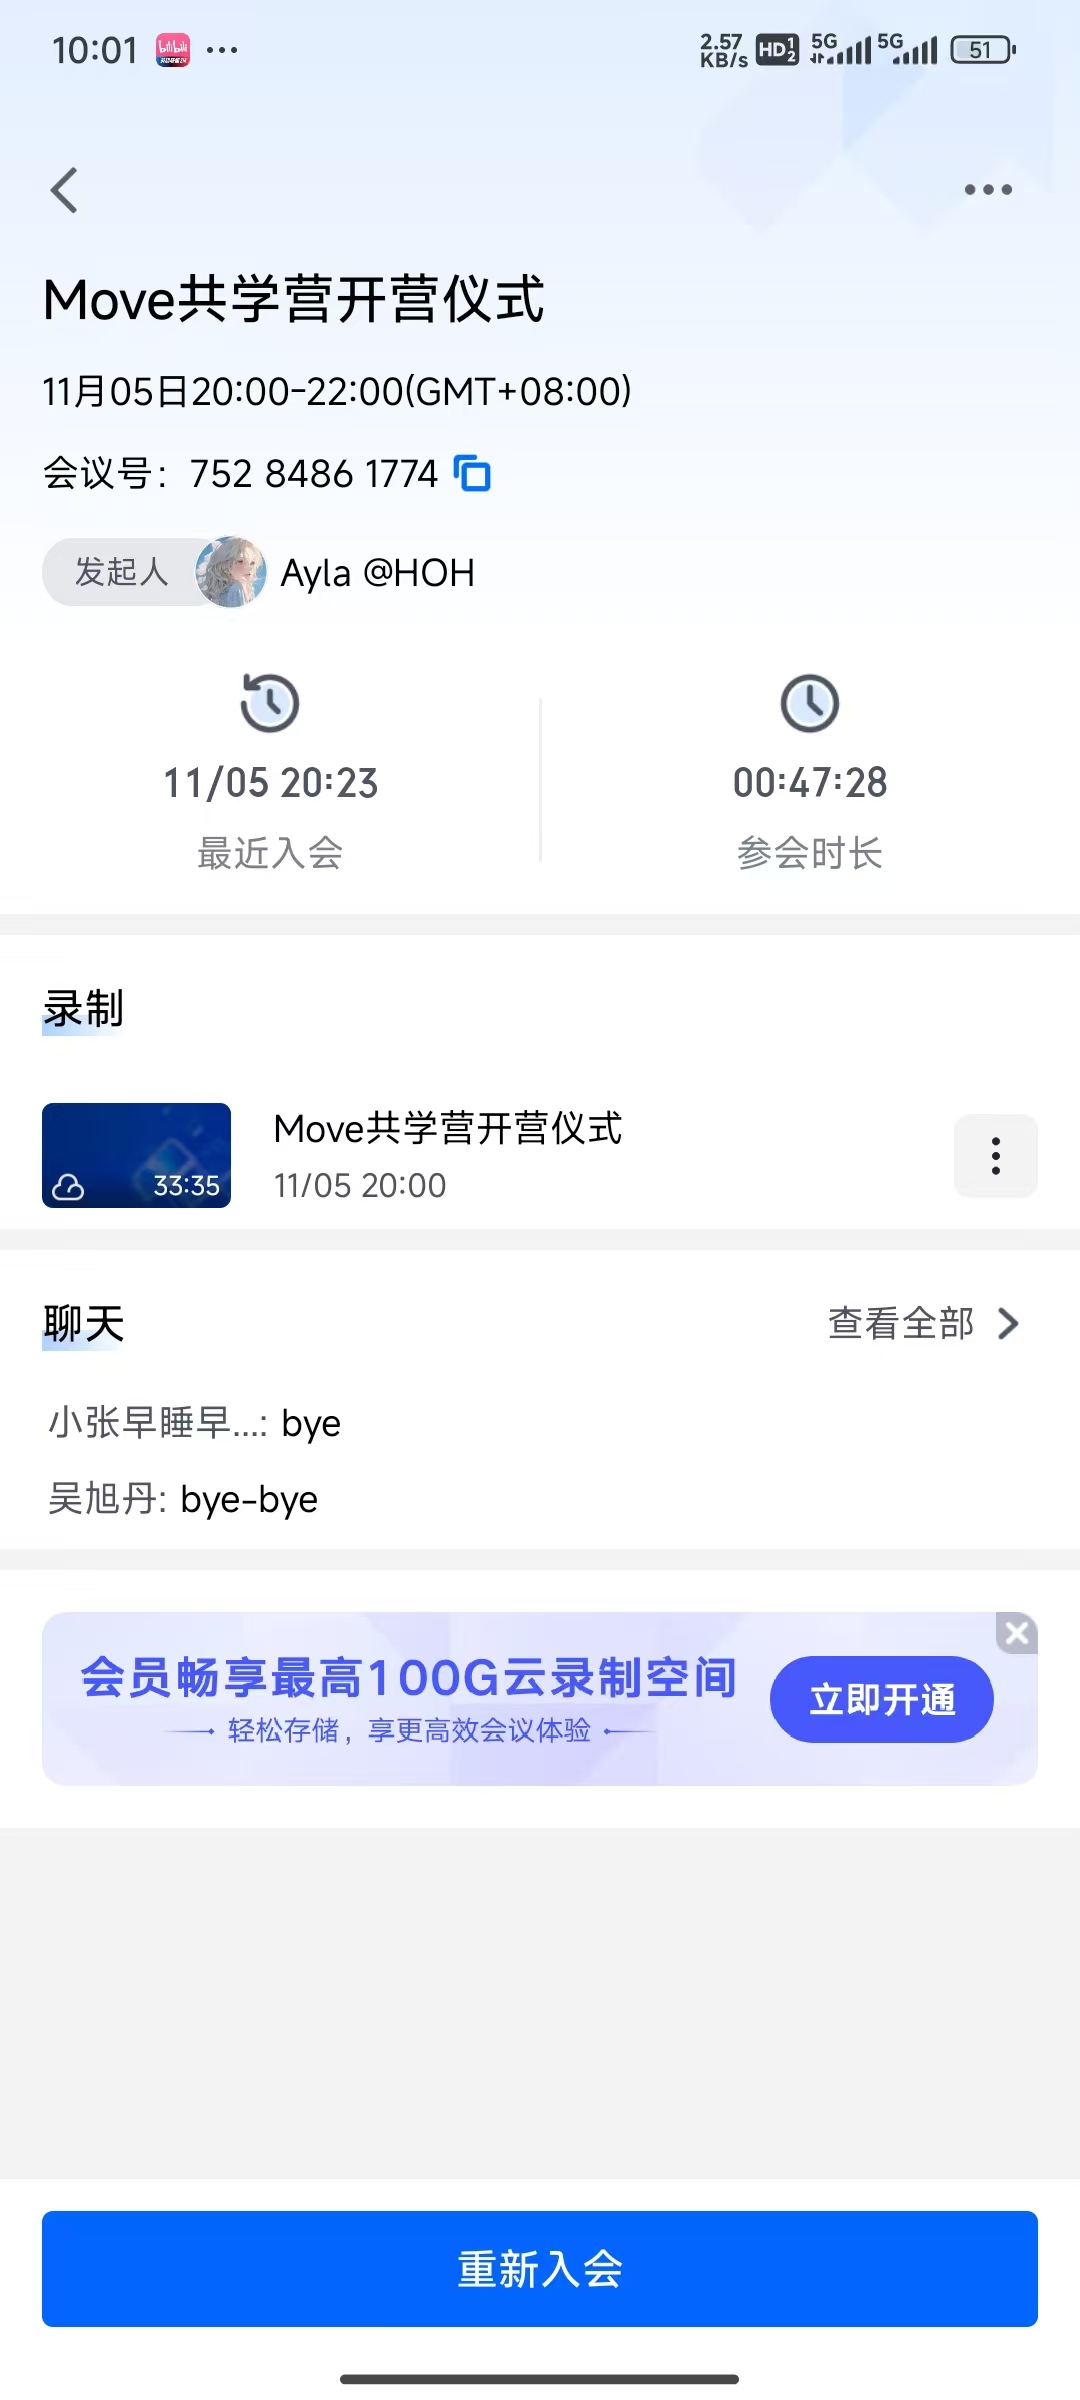 10:01
2.57 KB/s HD 1 2 5G 5G 51
Move共学营开营仪式
11月05日20:00-22:00(GMT+08:00)
会议号：752 8486 1774
发起人 Ayla @HOH
11/05 20:23 00:47:28
最近入会 参会时长
录制
Move共学营开营仪式
33:35 11/05 20:00
聊天 查看全部
小张早睡早...: bye
吴旭丹: bye-bye
会员畅享最高100G云录制空间
轻松存储，享更高效会议体验
立即开通
重新入会